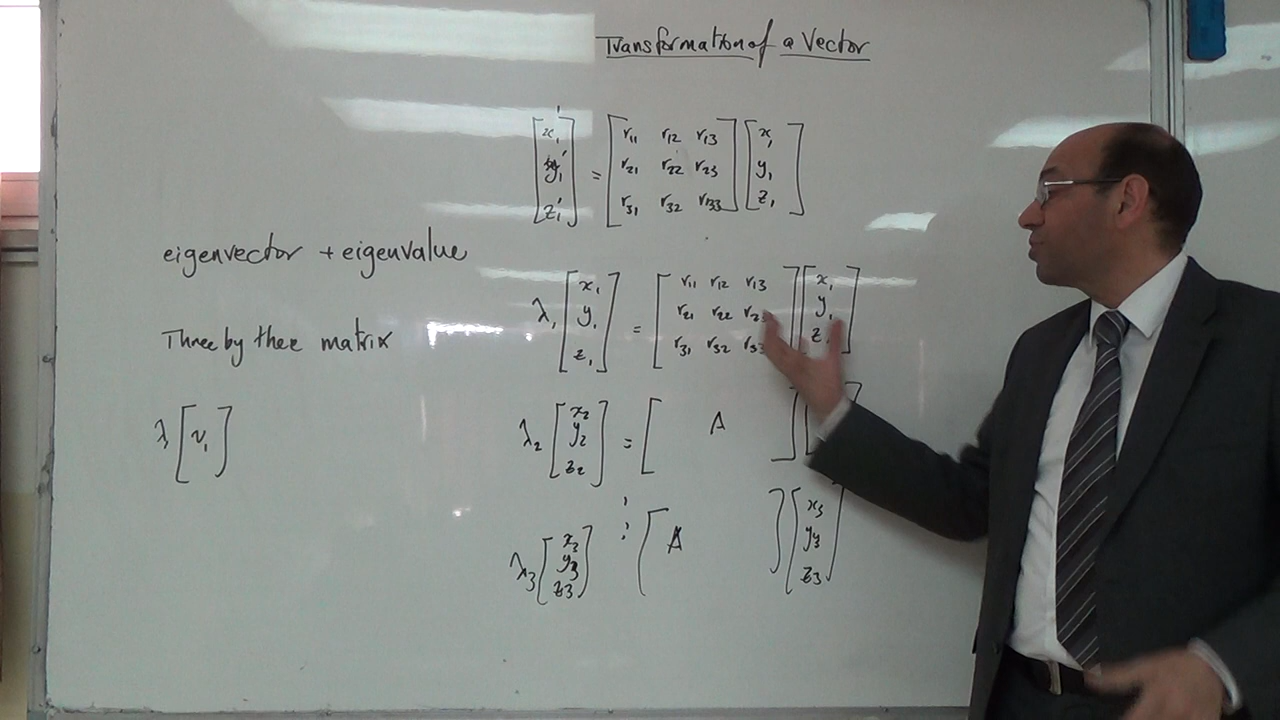 Transformation of a Vector
[x₁' y₁' z₁'] = [r₁₁ r₁₂ r₁₃
r₂₁ r₂₂ r₂₃
r₃₁ r₃₂ r₃₃] [x₁ y₁ z₁]
eigenvector + eigenvalue
λ₁ [x₁ y₁ z₁] = [r₁₁ r₁₂ r₁₃
r₂₁ r₂₂ r₂₃
r₃₁ r₃₂ r₃₃] [x₁ y₁ z₁]
Three by thee matrix
λ [v₁]
λ₂ [x₂ y₂ z₂] = [A]
λ₃ [x₃ y₃ z₃] : [A] [x₃ y₃ z₃]